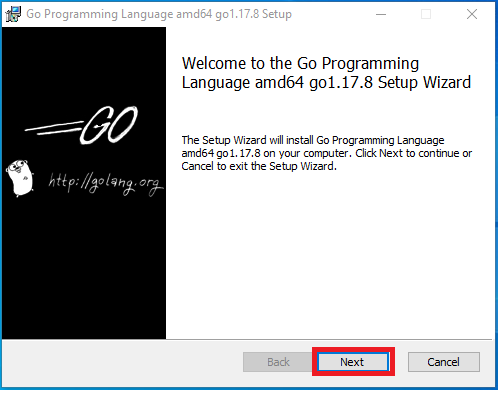 Go Programming Language amd64 go1.17.8 Setup
Welcome to the Go Programming
Language amd64 go1.17.8 Setup Wizard
GO
The Setup Wizard will install Go Programming Language
amd64 go1.17.8 on your computer. Click Next to continue or
Cancel to exit the Setup Wizard.
http://golang.org
Back
Next
Cancel